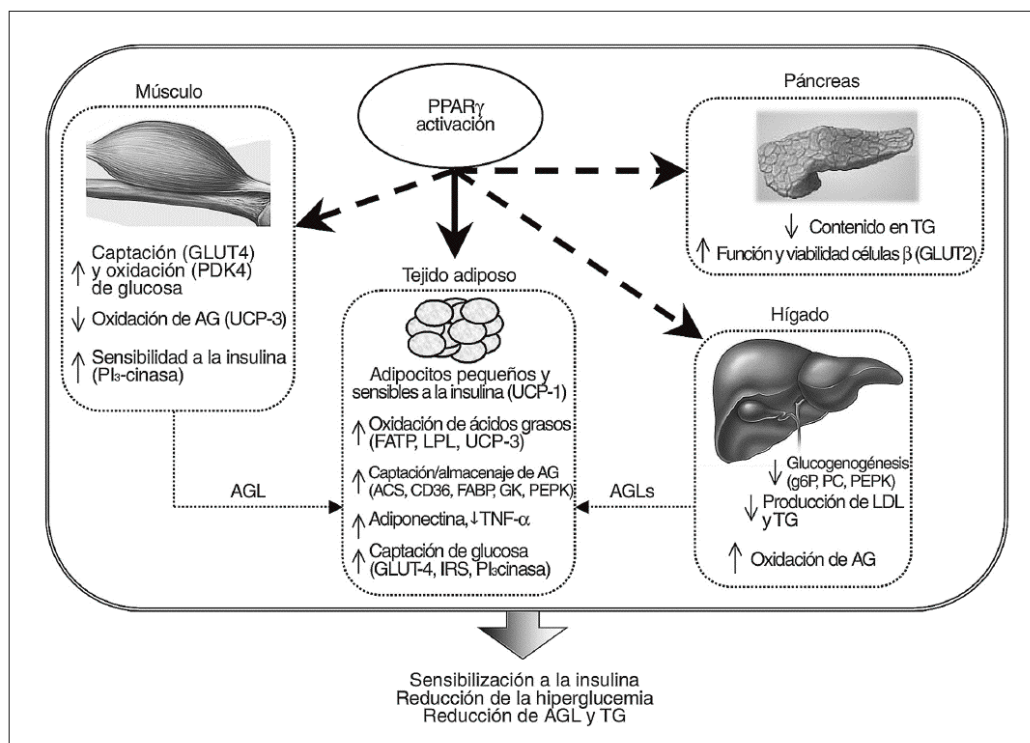 PPARγ
activación
Músculo
↑ Captación (GLUT4)
y oxidación (PDK4)
de glucosa
↓ Oxidación de AG (UCP-3)
↑ Sensibilidad a la insulina
(PI₃-cinasa)
AGL
Tejido adiposo
Adipocitos pequeños y
sensibles a la insulina (UCP-1)
↑ Oxidación de ácidos grasos
(FATP, LPL, UCP-3)
↑ Captación/almacenaje de AG
(ACS, CD36, FABP, GK, PEPK)
↑ Adiponectina, ↓TNF-α
↑ Captación de glucosa
(GLUT-4, IRS, PI₃cinasa)
Páncreas
↓ Contenido en TG
↑ Función y viabilidad células β (GLUT2)
Hígado
↓ Glucogenogénesis
(g6P, PC, PEPK)
↓ Producción de LDL
y TG
↑ Oxidación de AG
AGLs
Sensibilización a la insulina
Reducción de la hiperglucemia
Reducción de AGL y TG